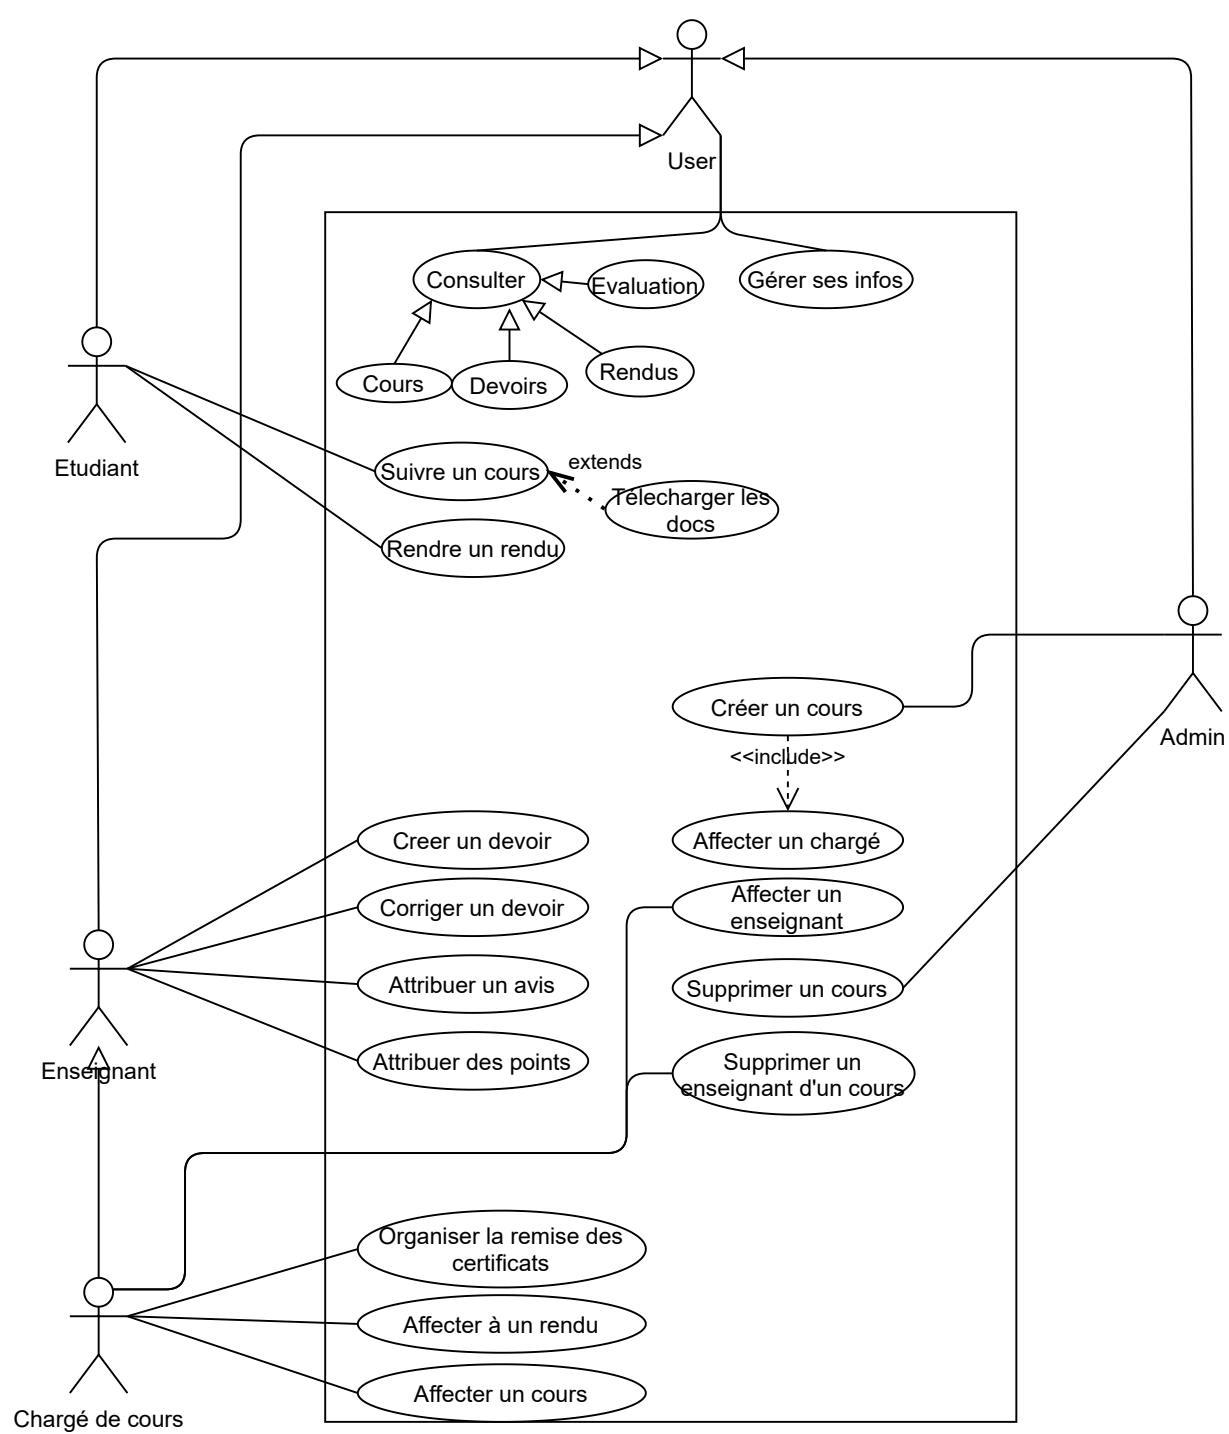 User
Consulter
Evaluation
Gérer ses infos
Cours
Devoirs
Rendus
Etudiant
Suivre un cours
extends
Télecharger les
docs
Rendre un rendu
Créer un cours
Admin
<<include>>
Creer un devoir
Affecter un chargé
Corriger un devoir
Affecter un
enseignant
Attribuer un avis
Supprimer un cours
Enseignant
Attribuer des points
Supprimer un
enseignant d'un cours
Organiser la remise des
certificats
Affecter à un rendu
Affecter un cours
Chargé de cours